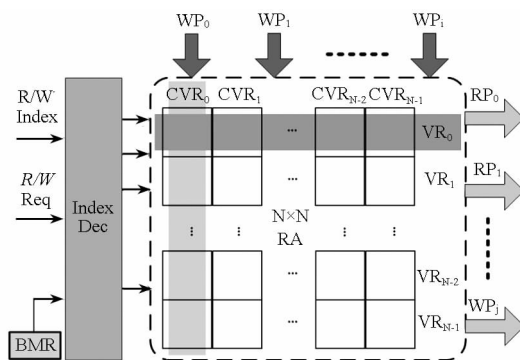 WP0 WP1 WPi
R/W Index
R/W Req
Index Dec
BMR
CVR0 CVR1 CVRN-2 CVRN-1
... VR0
... VR1
N×N RA
... VRN-2
... VRN-1
RP0
RP1
WPj